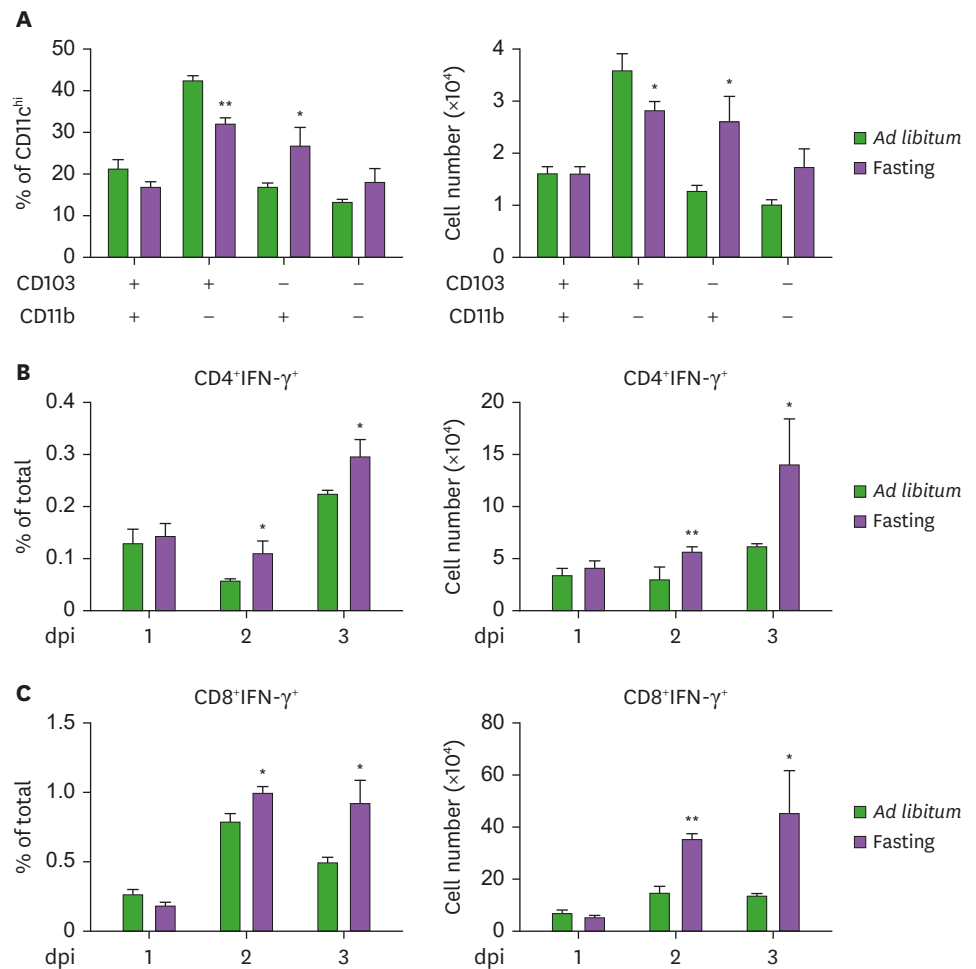 A
% of CD11c^hi
50
40
30
20
10
0
**
*
CD103 + + − −
CD11b + − + −
Cell number (×10⁴)
4
3
2
1
0
*
*
CD103 + + − −
CD11b + − + −
Ad libitum
Fasting
B
CD4⁺IFN-γ⁺
% of total
0.4
0.3
0.2
0.1
0
*
*
dpi 1 2 3
CD4⁺IFN-γ⁺
Cell number (×10⁴)
20
15
10
5
0
**
*
dpi 1 2 3
Ad libitum
Fasting
C
CD8⁺IFN-γ⁺
% of total
1.5
1.0
0.5
0
*
*
dpi 1 2 3
CD8⁺IFN-γ⁺
Cell number (×10⁴)
80
60
40
20
0
**
*
dpi 1 2 3
Ad libitum
Fasting